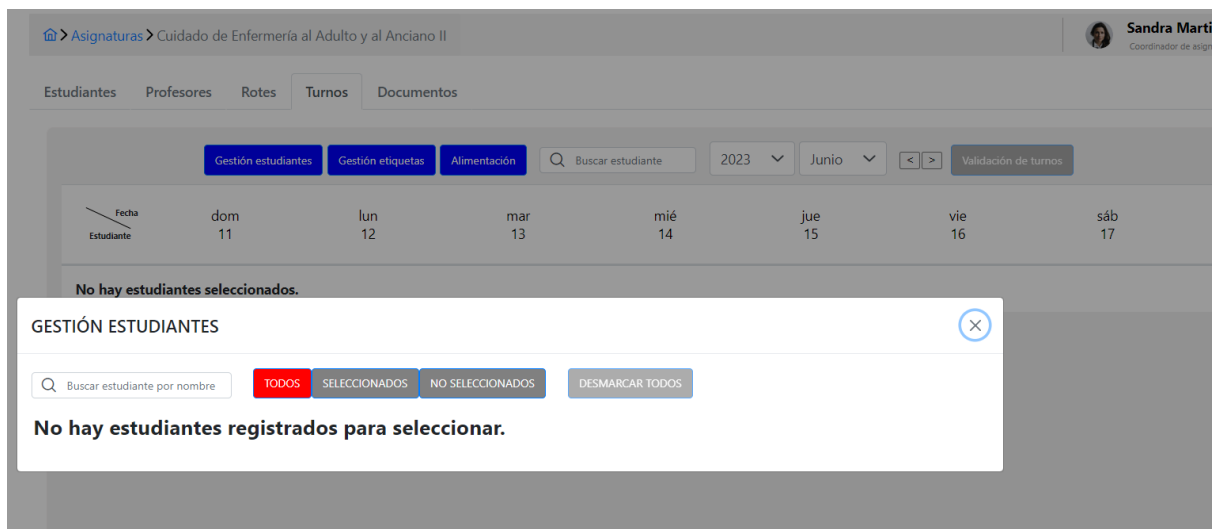 Asignaturas Cuidado de Enfermería al Adulto y al Anciano II
Sandra Marti
Coordinador de asign
Estudiantes Profesores Rotes Turnos Documentos
Gestión estudiantes Gestión etiquetas Alimentación Buscar estudiante 2023 Junio < > Validación de turnos
Fecha
Estudiante
dom lun mar mié jue vie sáb
11 12 13 14 15 16 17
No hay estudiantes seleccionados.
GESTIÓN ESTUDIANTES
Buscar estudiante por nombre TODOS SELECCIONADOS NO SELECCIONADOS DESMARCAR TODOS
No hay estudiantes registrados para seleccionar.